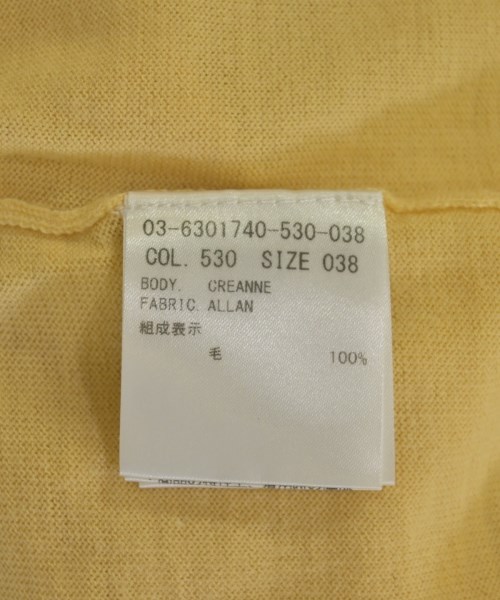 03-6301740-530-038
COL. 530 SIZE 038
BODY. CREANNE
FABRIC. ALLAN
組成表示
毛 100%